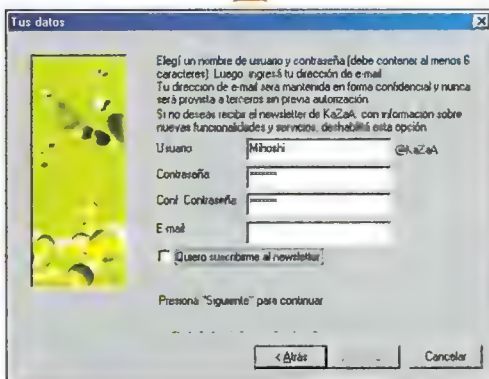 Tus datos
Elegí un nombre de usuario y contraseña (debe contener al menos 6
caracteres). Luego ingresá tu dirección de e-mail
Tu dirección de e-mail será mantenida en forma confidencial y nunca
será provista a terceros sin previa autorización
Si no deseás recibir el newsletter de KaZaA, con información sobre
nuevas funcionalidades y servicios, deshabilitá esta opción
Usuario
Mihoshi
@KaZaA
Contraseña
Conf. Contraseña
E-mail
Quiero suscribirme al newsletter
Presioná "Siguiente" para continuar
< Atrás
Cancelar